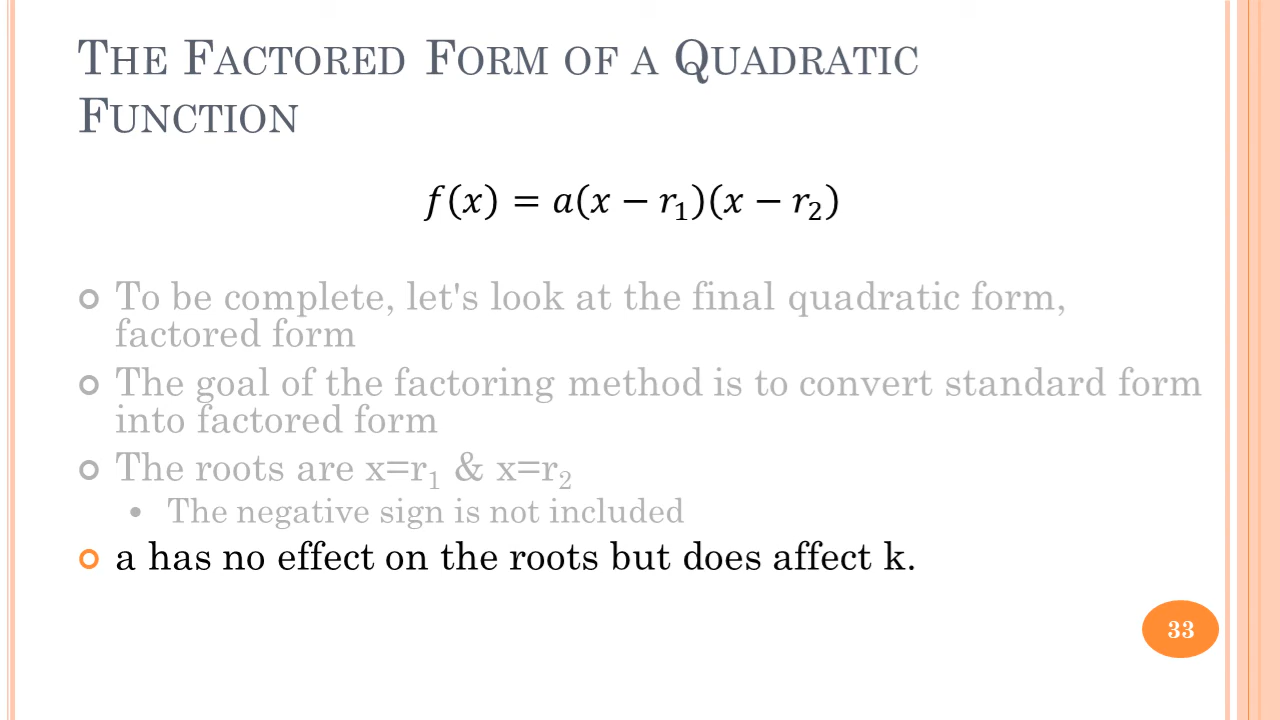 THE FACTORED FORM OF A QUADRATIC
FUNCTION
f(x) = a(x − r₁)(x − r₂)
To be complete, let's look at the final quadratic form,
factored form
The goal of the factoring method is to convert standard form
into factored form
The roots are x=r₁ & x=r₂
• The negative sign is not included
a has no effect on the roots but does affect k.
33